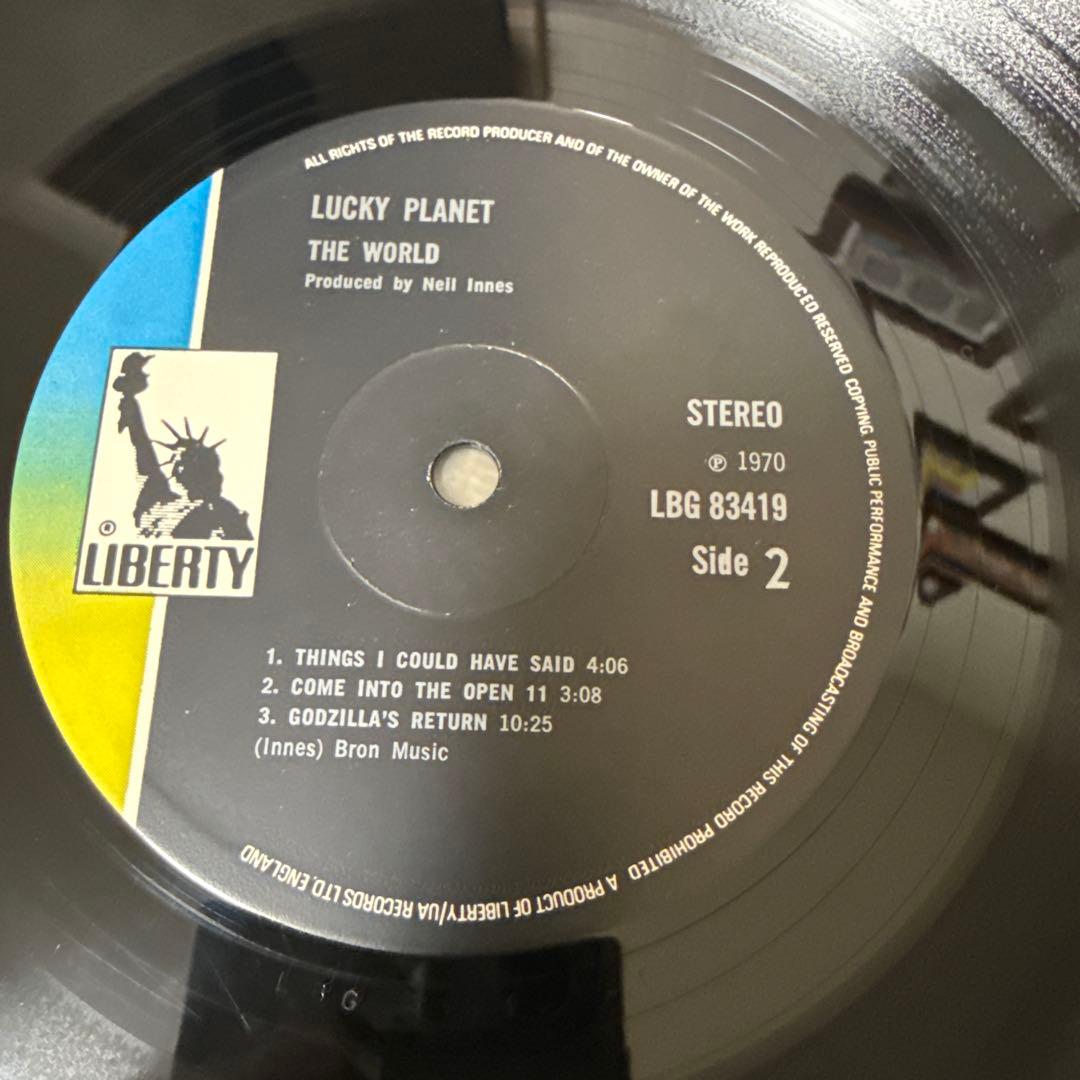 ALL RIGHTS OF THE RECORD PRODUCER AND OF THE OWNER OF THE WORK REPRODUCED RESERVED COPYING, PUBLIC PERFORMANCE AND BROADCASTING OF THIS RECORD PROHIBITED A PRODUCT OF LIBERTY/UA RECORDS LTD. ENGLAND
LUCKY PLANET
THE WORLD
Produced by Neil Innes
STEREO
℗ 1970
LBG 83419
Side 2
® LIBERTY
1. THINGS I COULD HAVE SAID 4:06
2. COME INTO THE OPEN 11 3:08
3. GODZILLA'S RETURN 10:25
(Innes) Bron Music
G